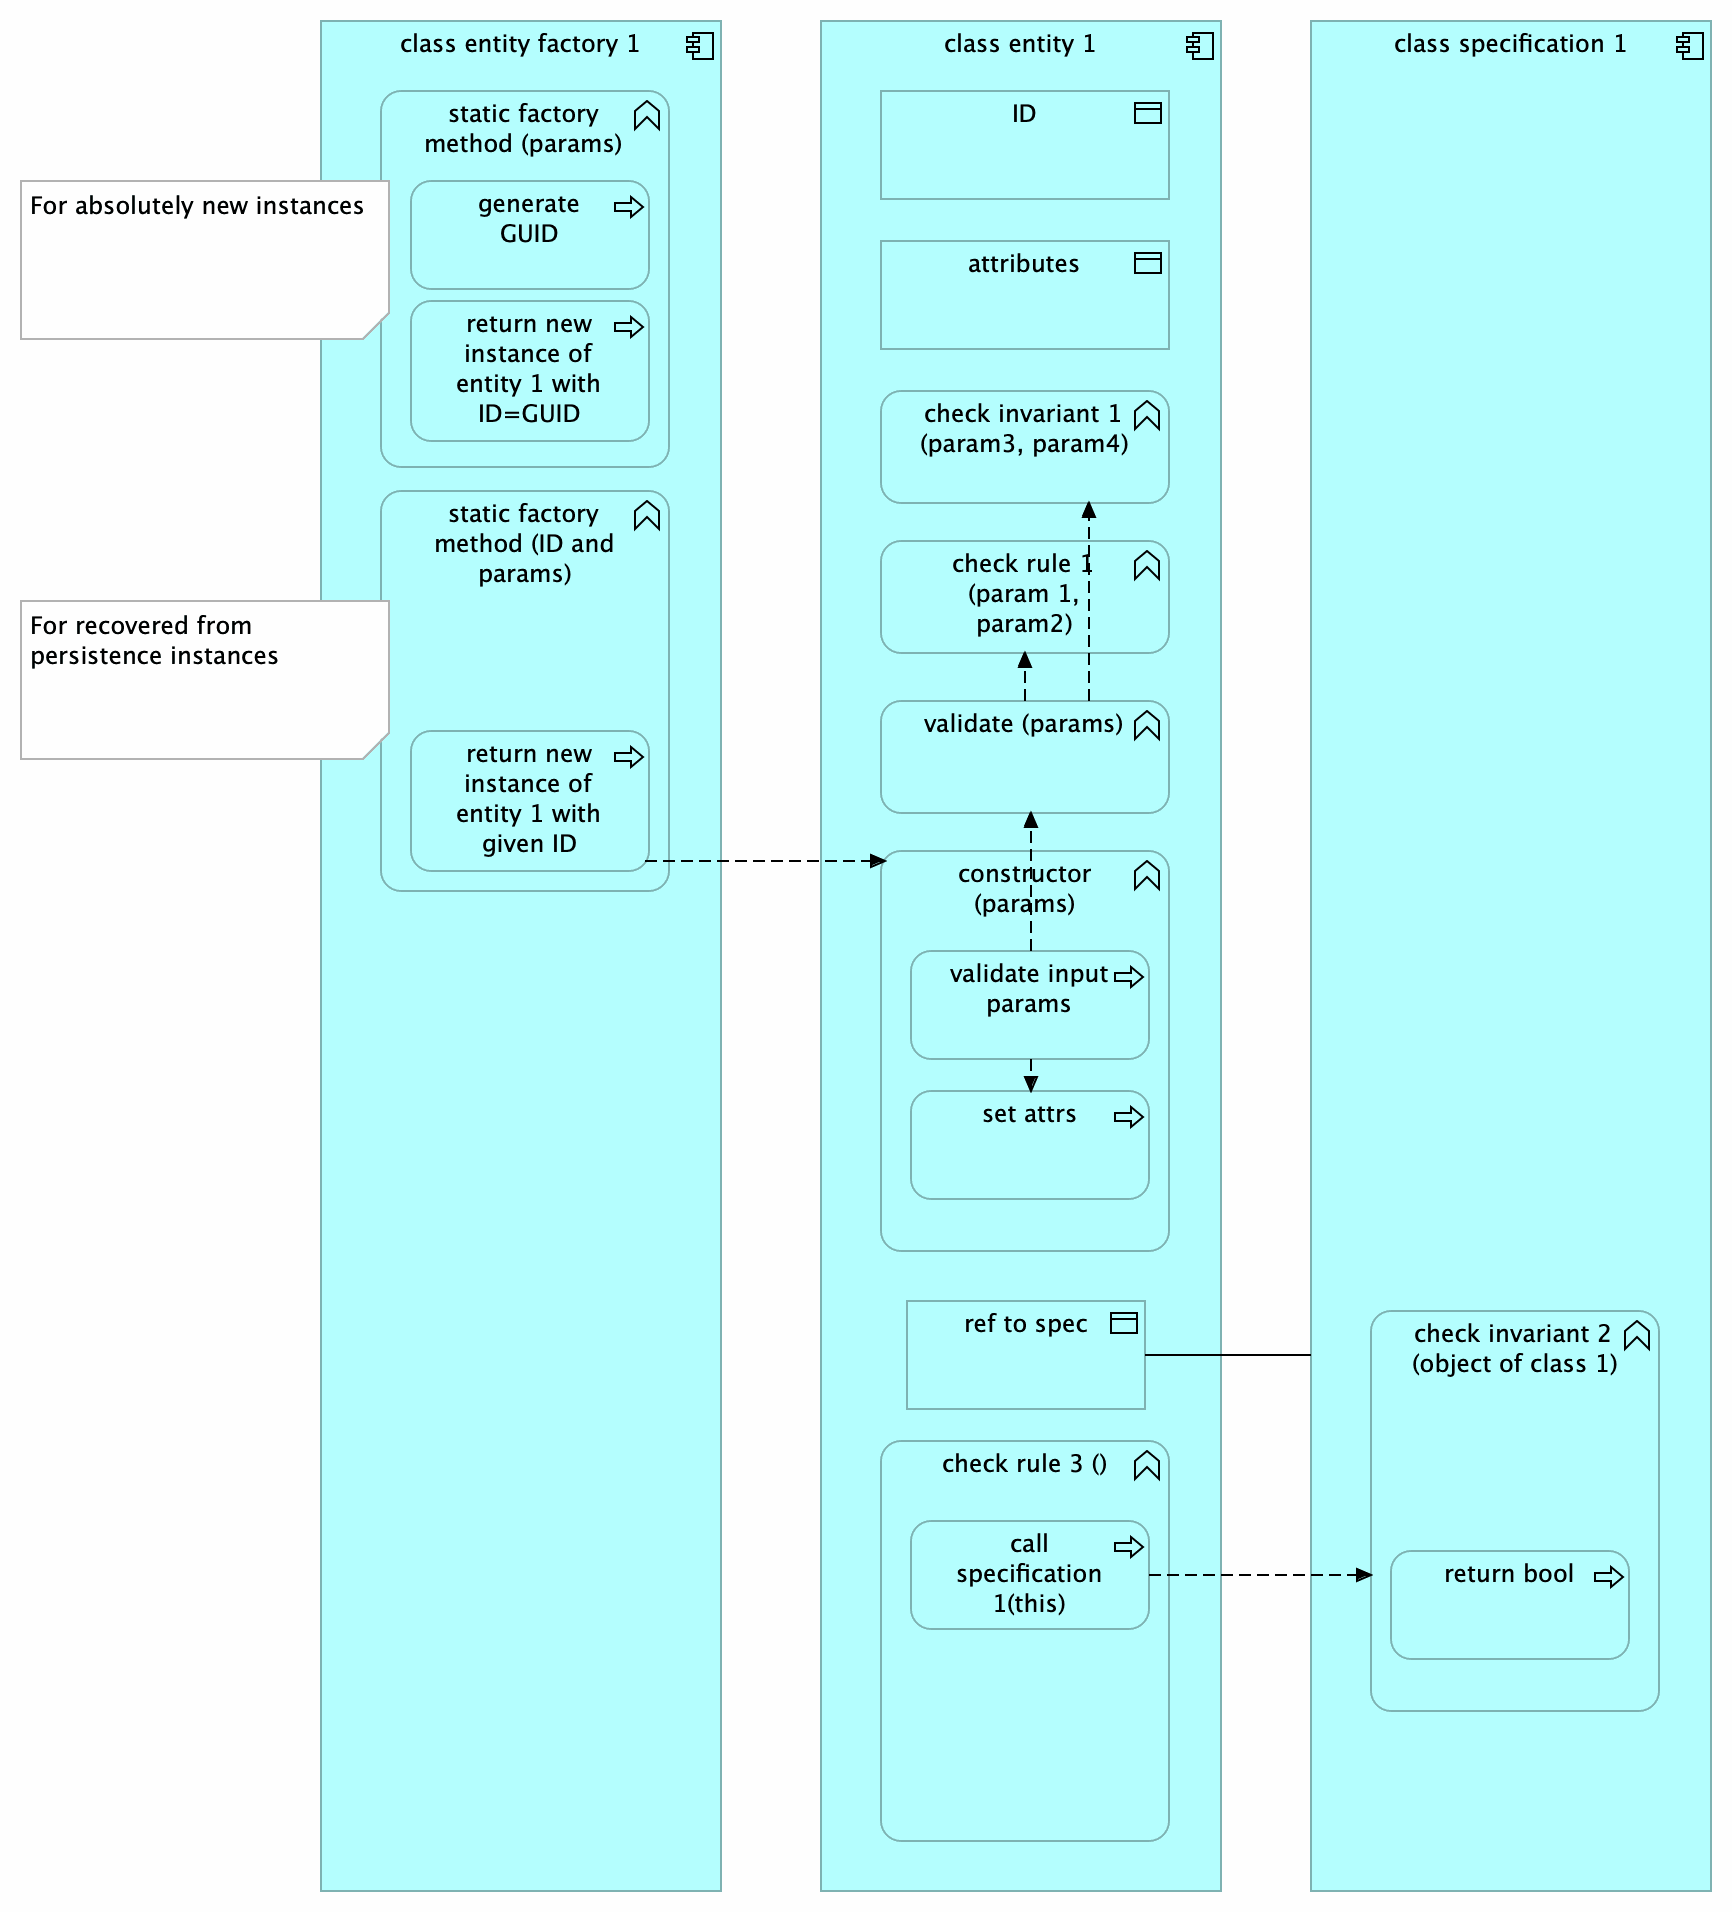 class entity factory 1
static factory
method (params)
For absolutely new instances
generate
GUID
return new
instance of
entity 1 with
ID=GUID
static factory
method (ID and
params)
For recovered from
persistence instances
return new
instance of
entity 1 with
given ID
class entity 1
ID
attributes
check invariant 1
(param3, param4)
check rule 1
(param 1,
param2)
validate (params)
constructor
(params)
validate input
params
set attrs
ref to spec
check rule 3 ()
call
specification
1(this)
class specification 1
check invariant 2
(object of class 1)
return bool